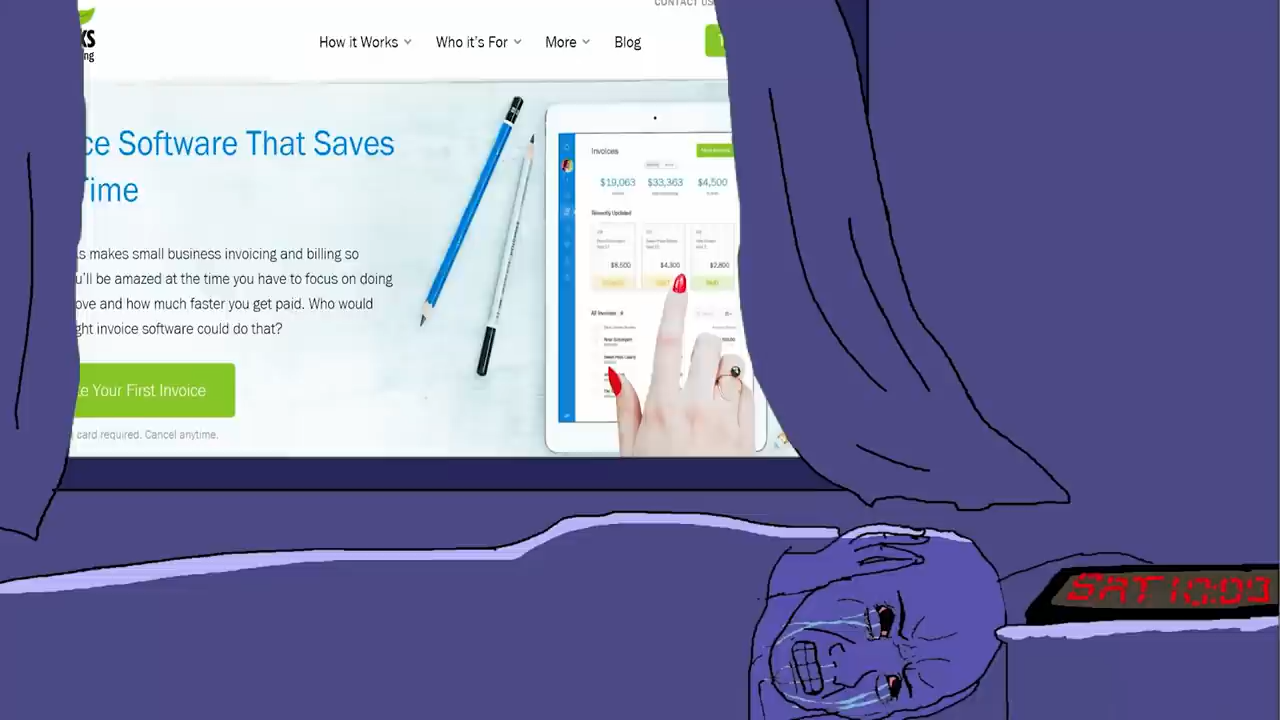 CONTACT US
KS
ng
How it Works
Who it's For
More
Blog
ce Software That Saves
Time
s makes small business invoicing and billing so
u'll be amazed at the time you have to focus on doing
ove and how much faster you get paid. Who would
ght invoice software could do that?
e Your First Invoice
card required. Cancel anytime.
Invoices
$19,063
$33,363
$4,500
Recently Updated
$8,500
$4,300
$2,800
PAID
All Invoices
SAT 10:03